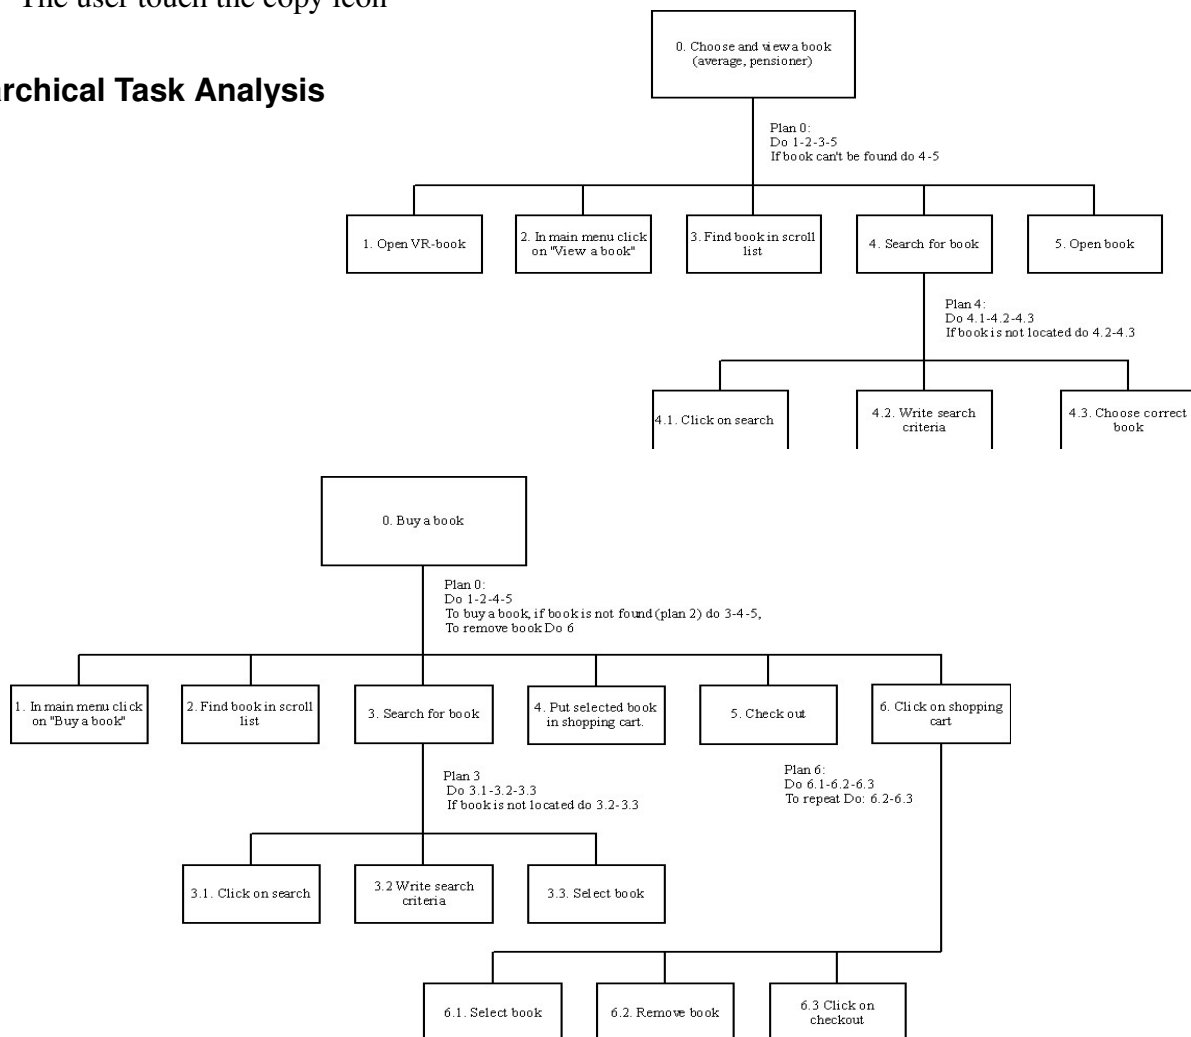 The user touch the copy icon
rchical Task Analysis
0. Choose and view a book
(average, pensioner)
Plan 0:
Do 1-2-3-5
If book can't be found do 4-5
1. Open VR-book
2. In main menu click
on "View a book"
3. Find book in scroll
list
4. Search for book
5. Open book
Plan 4:
Do 4.1-4.2-4.3
If book is not located do 4.2-4.3
4.1. Click on search
4.2. Write search
criteria
4.3. Choose correct
book
0. Buy a book
Plan 0:
Do 1-2-4-5
To buy a book, if book is not found (plan 2) do 3-4-5,
To remove book Do 6
1. In main menu click
on "Buy a book"
2. Find book in scroll
list
3. Search for book
4. Put selected book
in shopping cart.
5. Check out
6. Click on shopping
cart
Plan 3
Do 3.1-3.2-3.3
If book is not located do 3.2-3.3
Plan 6:
Do 6.1-6.2-6.3
To repeat Do: 6.2-6.3
3.1. Click on search
3.2 Write search
criteria
3.3. Select book
6.1. Select book
6.2. Remove book
6.3 Click on
checkout